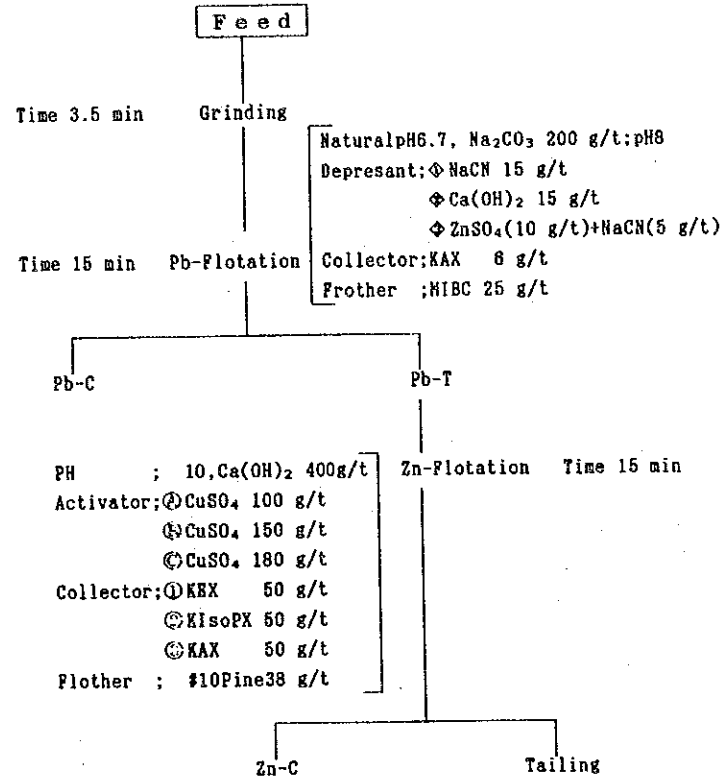 Feed
Time 3.5 min Grinding
NaturalpH6.7, Na₂CO₃ 200 g/t;pH8
Depresant; NaCN 15 g/t
Ca(OH)₂ 15 g/t
ZnSO₄(10 g/t)+NaCN(5 g/t)
Time 15 min Pb-Flotation
Collector;KAX 6 g/t
Frother ;MIBC 25 g/t
Pb-C Pb-T
PH ; 10,Ca(OH)₂ 400g/t
Zn-Flotation Time 15 min
Activator;ⓐCuSO₄ 100 g/t
ⓑCuSO₄ 150 g/t
ⓒCuSO₄ 180 g/t
Collector;①KEX 50 g/t
②KIsoPX 50 g/t
③KAX 50 g/t
Flother ; #10Pine38 g/t
Zn-C Tailing